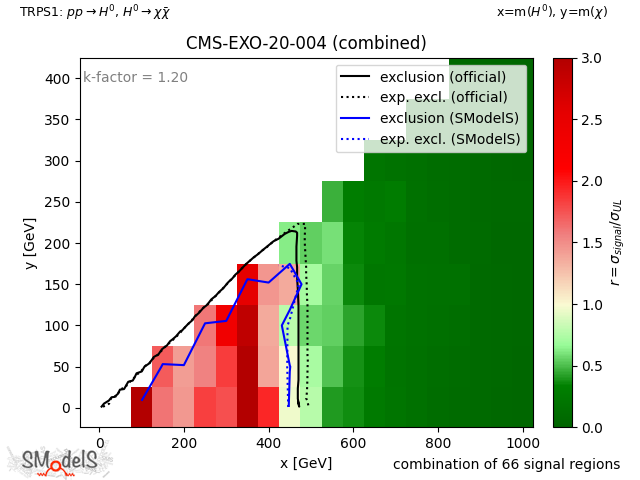 TRPS1: pp → H⁰, H⁰ → χχ̄
x=m(H⁰), y=m(χ)
CMS-EXO-20-004 (combined)
k-factor = 1.20
exclusion (official)
exp. excl. (official)
exclusion (SModelS)
exp. excl. (SModelS)
400
350
300
250
200
150
100
50
0
y [GeV]
0 200 400 600 800 1000
x [GeV]
3.0
2.5
2.0
1.5
1.0
0.5
0.0
r = σsignal/σUL
SModelS
combination of 66 signal regions